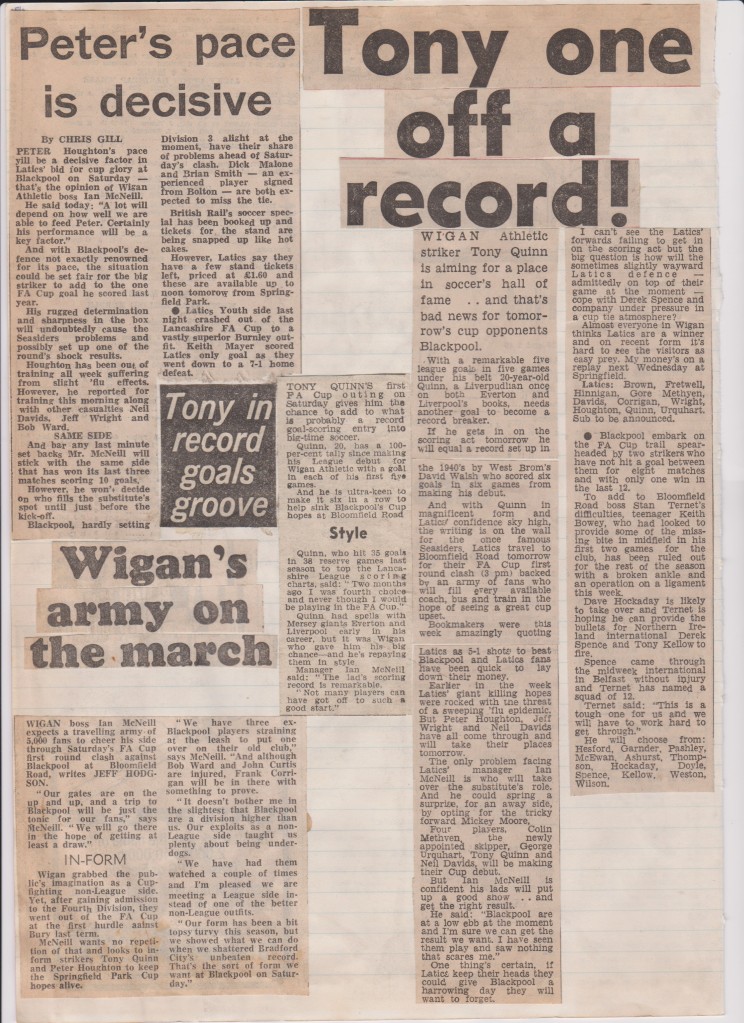 Peter's pace
is decisive
By CHRIS GILL
PETER Houghton's pace
yill be a decisive factor in
Latics' bid for cup glory at
Blackpool on Saturday —
that's the opinion of Wigan
Athletic boss Ian McNeill.
He said today: "A lot will
depend on how well we are
able to feed Peter. Certainly
his performance will be a
key factor."
And with Blackpool's de-
fence not exactly renowned
for its pace, the situation
could be set fair for the big
striker to add to the one
FA Cup goal he scored last
year.
His rugged determination
and sharpness in the box
will undoubtedly cause the
Seasiders problems and
possibly set up one of the
round's shock results.
Houghton has been out of
training all week suffering
from slicht 'flu effects.
However, he reported for
training this morning along
with other casualties Neil
Davids, Jeff Wright and
Bob Ward.
SAME SIDE
And bar any last minute
set backs Mr. McNeill will
stick with the same side
that has won its last three
matches scoring 10 goals.
However, he won't decide
on who fills the substitute's
spot until just before the
kick-off.
Blackpool, hardly setting
Division 3 alight at the
moment, have their share
of problems ahead of Satur-
day's clash. Dick Malone
and Brian Smith — an ex-
perienced player signed
from Bolton — are both ex-
pected to miss the tie.
British Rail's soccer spec-
ial has been booked up and
tickets for the stand are
being snapped up like hot
cakes.
However, Latics say they
have a few stand tickets
left, priced at £1.60 and
these are available up to
noon tomorow from Spring-
field Park.
● Latics Youth side last
night crashed out of the
Lancashire FA Cup to a
vastly superior Burnley out-
fit. Keith Mayer scored
Latics only goal as they
went down to a 7-1 home
defeat.
Tony in
record
goals
groove
TONY QUINN'S first
FA Cup outing on
Saturday gives him the
chance to add to what
is probably a record
goal-scoring entry into
big-time soccer.
Quinn, 20, has a 100-
per-cent tally since making
his League debut for
Wigan Athletic with a goal
in each of his first five
games.
And he is ultra-keen to
make it six in a row to
help sink Blackpool's Cup
hopes at Bloomfield Road
Style
Quinn, who hit 35 goals
in 38 reserve games last
season to top the Lanca-
shire League scoring
charts, said: "Two months
ago I was fourth choice
and never though I would
be playing in the FA Cup."
Quinn had spells with
Mersey giants Everton and
Liverpool early in his
career, but it was Wigan
who gave him his big
chance—and he's repaying
them in style
Manager Ian McNeill
said: "The lad's scoring
record is remarkable.
"Not many players can
have got off to such a
good start."
Wigan's
army on
the march
WIGAN boss Ian McNeill
expects a travelling army of
5,000 fans to cheer his side
through Saturday's FA Cup
first round clash against
Blackpool at Bloomfield
Road, writes JEFF HODG-
SON.
"Our gates are on the
up and up, and a trip to
Blackpool will be just the
tonic for our fans," says
McNeill. "We will go there
in the hope of getting at
least a draw."
IN-FORM
Wigan grabbed the pub-
lic's imagination as a Cup-
fighting non-League side.
Yet, after gaining admission
to the Fourth Division, they
went out of the FA Cup
at the first hurdle aainst
Bury last term.
McNeill wants no repeti-
tion of that and looks to in-
form strikers Tony Quinn
and Peter Houghton to keep
the Springfield Park Cup
hopes alive.
"We have three ex-
Blackpool players straining
at the leash to put one
over on their old club,"
says McNeill. "And although
Bob Ward and John Curtis
are injured, Frank Corri-
gan will be in there with
something to prove.
"It doesn't bother me in
the slightest that Blackpool
are a division higher than
us. Our exploits as a non-
League side taught us
plenty about being under-
dogs.
"We have had them
watched a couple of times
and I'm pleased we are
meeting a League side in-
stead of one of the better
non-League outfits.
"Our form has been a bit
topsy turvy this season, but
we showed what we can do
when we shattered Bradford
City's unbeaten record.
That's the sort of form we
want at Blackpool on Satur-
day."
Tony one
off a
record!
WIGAN Athletic
striker Tony Quinn
is aiming for a place
in soccer's hall of
fame .. and that's
bad news for tomor-
row's cup opponents
Blackpool.
With a remarkable five
league goals in five games
under his belt 20-year-old
Quinn, a Liverpudlian once
on both Everton and
Liverpool's books, needs
another goal to become a
record breaker.
If he gets in on the
scoring act tomorrow he
will equal a record set up in
the 1940's by West Brom's
David Walsh who scored six
goals in six games from
making his debut.
And with Quinn in
magnificent form and
Latics' confidence sky high,
the writing is on the wall
for the once famous
Seasiders, Latics travel to
Bloomfield Road tomorrow
for their FA Cup first
round clash (3 pm) backed
by an army of fans who
will fill every available
coach, bus and train in the
hope of seeing a great cup
upset.
Bookmakers were this
week amazingly quoting
Latics as 5-1 shots to beat
Blackpool and Latics fans
have been quick to lay
down their money.
Earlier in the week
Latics' giant killing hopes
were rocked with the threat
of a sweeping 'flu epidemic.
But Peter Houghton, Jeff
Wright and Neil Davids
have all come through and
will take their places
tomorrow.
The only problem facing
Latics' manager Ian
McNeill is who will take
over the substitute's role.
And he could spring a
surprise, for an away side,
by opting for the tricky
forward Mickey Moore.
Four players, Colin
Methven, the newly
appointed skipper, George
Urquhart, Tony Quinn and
Neil Davids, will be making
their Cup debut.
But Ian McNeill is
confident his lads will put
up a good show .. and
get the right result.
He said: "Blackpool are
at a low ebb at the moment
and I'm sure we can get the
result we want. I have seen
them play and saw nothing
that scares me."
One thing's certain, if
Latics keep their heads they
could give Blackpool a
harrowing day they will
want to forget.
I can't see the Latics'
forwards failing to get in
on the scoring act but the
big question is how will the
sometimes slightly wayward
Latics defence —
admittedly on top of their
game at the moment —
cope with Derek Spence and
company under pressure in
a cup tie atmosphere?
Almost everyone in Wigan
thinks Latics are a winner
and on recent form it's
hard to see the visitors as
easy prey. My money's on a
replay next Wednesday at
Springfield.
Latics: Brown, Fretwell,
Hinnigan, Gore Methyen,
Davids, Corrigan, Wright,
Houghton, Quinn, Urquhart.
Sub to be announced.
● Blackpool embark on
the FA Cup trail spear-
headed by two strikers who
have not hit a goal between
them for eight matches
and with only one win in
the last 12.
To add to Bloomfield
Road boss Stan Ternet's
difficulties, teenager Keith
Bowey, who had looked to
provide some of the miss-
ing bite in midfield in his
first two games for the
club, has been ruled out
for the rest of the season
with a broken ankle and
an operation on a ligament
this week.
Dave Hockaday is likely
to take over and Ternet is
hoping he can provide the
bullets for Northern Ire-
land international Derek
Spence and Tony Kellow to
fire.
Spence came through
the midweek international
in Belfast without injury
and Ternet has named a
squad of 12.
Ternet said: "This is a
tough one for us and we
will have to work hard to
get through."
He will choose from:
Hesford, Garnder, Pashley,
McEwan, Ashurst, Thomp-
son, Hockaday, Doyle,
Spence, Kellow, Weston,
Wilson.